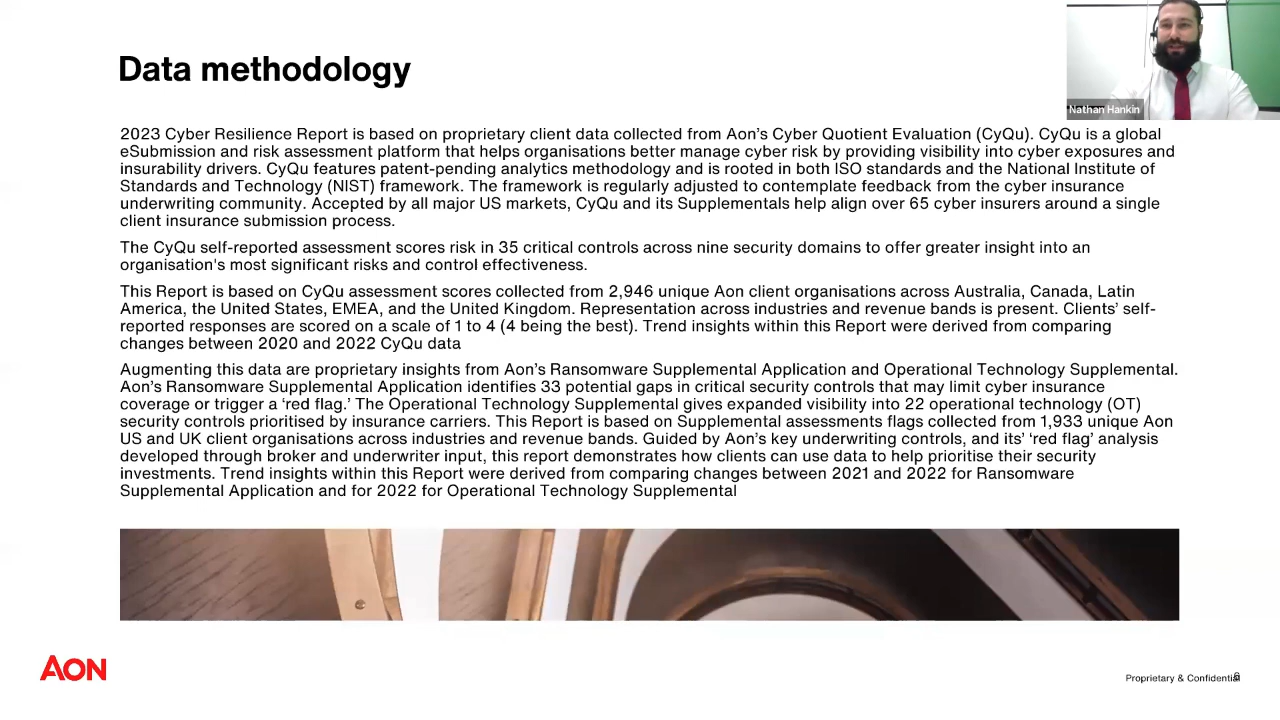 Data methodology
Nathan Hankin
2023 Cyber Resilience Report is based on proprietary client data collected from Aon’s Cyber Quotient Evaluation (CyQu). CyQu is a global
eSubmission and risk assessment platform that helps organisations better manage cyber risk by providing visibility into cyber exposures and
insurability drivers. CyQu features patent-pending analytics methodology and is rooted in both ISO standards and the National Institute of
Standards and Technology (NIST) framework. The framework is regularly adjusted to contemplate feedback from the cyber insurance
underwriting community. Accepted by all major US markets, CyQu and its Supplementals help align over 65 cyber insurers around a single
client insurance submission process.
The CyQu self-reported assessment scores risk in 35 critical controls across nine security domains to offer greater insight into an
organisation's most significant risks and control effectiveness.
This Report is based on CyQu assessment scores collected from 2,946 unique Aon client organisations across Australia, Canada, Latin
America, the United States, EMEA, and the United Kingdom. Representation across industries and revenue bands is present. Clients’ self-
reported responses are scored on a scale of 1 to 4 (4 being the best). Trend insights within this Report were derived from comparing
changes between 2020 and 2022 CyQu data
Augmenting this data are proprietary insights from Aon’s Ransomware Supplemental Application and Operational Technology Supplemental.
Aon’s Ransomware Supplemental Application identifies 33 potential gaps in critical security controls that may limit cyber insurance
coverage or trigger a ‘red flag.’ The Operational Technology Supplemental gives expanded visibility into 22 operational technology (OT)
security controls prioritised by insurance carriers. This Report is based on Supplemental assessments flags collected from 1,933 unique Aon
US and UK client organisations across industries and revenue bands. Guided by Aon’s key underwriting controls, and its’ ‘red flag’ analysis
developed through broker and underwriter input, this report demonstrates how clients can use data to help prioritise their security
investments. Trend insights within this Report were derived from comparing changes between 2021 and 2022 for Ransomware
Supplemental Application and for 2022 for Operational Technology Supplemental
AON
Proprietary & Confidential